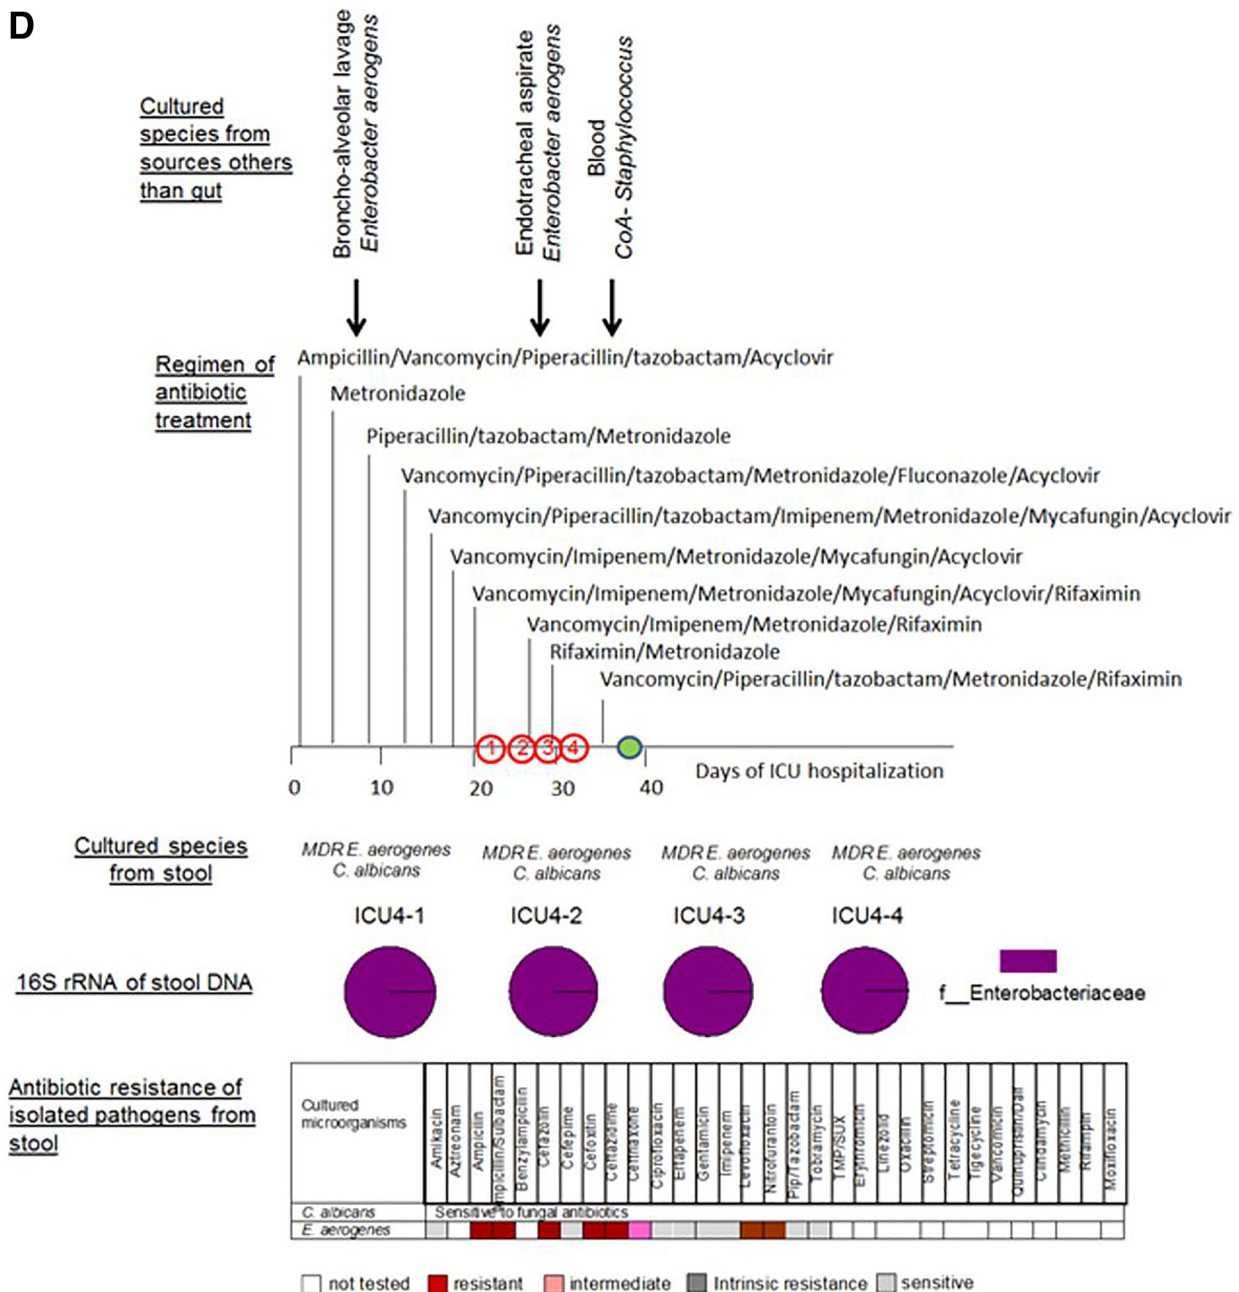 D
Cultured
species from
sources others
than gut
Broncho-alveolar lavage
Enterobacter aerogens
Endotracheal aspirate
Enterobacter aerogens
Blood
CoA- Staphylococcus
Regimen of
antibiotic
treatment
Ampicillin/Vancomycin/Piperacillin/tazobactam/Acyclovir
Metronidazole
Piperacillin/tazobactam/Metronidazole
Vancomycin/Piperacillin/tazobactam/Metronidazole/Fluconazole/Acyclovir
Vancomycin/Piperacillin/tazobactam/Imipenem/Metronidazole/Mycafungin/Acyclovir
Vancomycin/Imipenem/Metronidazole/Mycafungin/Acyclovir
Vancomycin/Imipenem/Metronidazole/Mycafungin/Acyclovir/Rifaximin
Vancomycin/Imipenem/Metronidazole/Rifaximin
Rifaximin/Metronidazole
Vancomycin/Piperacillin/tazobactam/Metronidazole/Rifaximin
1 2 3 4
Days of ICU hospitalization
0 10 20 30 40
Cultured species
from stool
MDR E. aerogenes
C. albicans
MDR E. aerogenes
C. albicans
MDR E. aerogenes
C. albicans
MDR E. aerogenes
C. albicans
ICU4-1 ICU4-2 ICU4-3 ICU4-4
16S rRNA of stool DNA
f__Enterobacteriaceae
Antibiotic resistance of
isolated pathogens from
stool
Cultured
microorganisms
Amikacin
Aztreonam
Ampicilin
Benzylampicilin
Cefazolin
Cefepime
Cefoxtin
Ceftazidime
Ceftriaxone
Ciprofloxacin
Ertapenem
Gentamicin
Imipenem
Levofloxacin
Nitrofurantoin
Pip/Tazobactam
Tobramycin
TMP/SUX
Erythromicin
Linezolid
Oxacilin
Streptomicin
Tetracycline
Tigecycline
Vancomicin
Clindamycin
Methicillin
Rifampin
Moxifloxacin
C. albicans Sensitive to fungal antibiotics
E. aerogenes
not tested resistant intermediate Intrinsic resistance sensitive